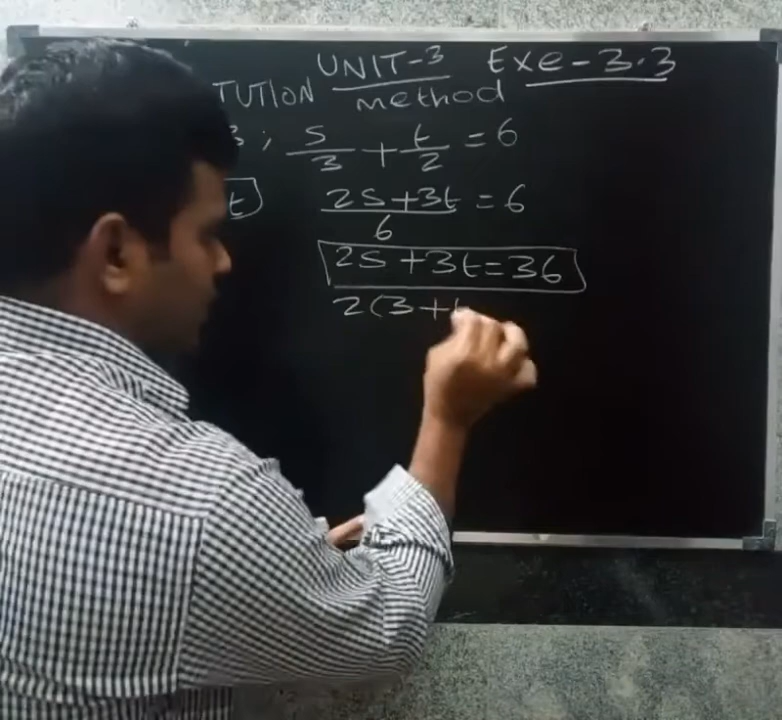 UNIT-3 Exe-3.3
TUTION method
3 ; s/3 + t/2 = 6
t 2s+3t/6 = 6
2s+3t=36
2(3+t